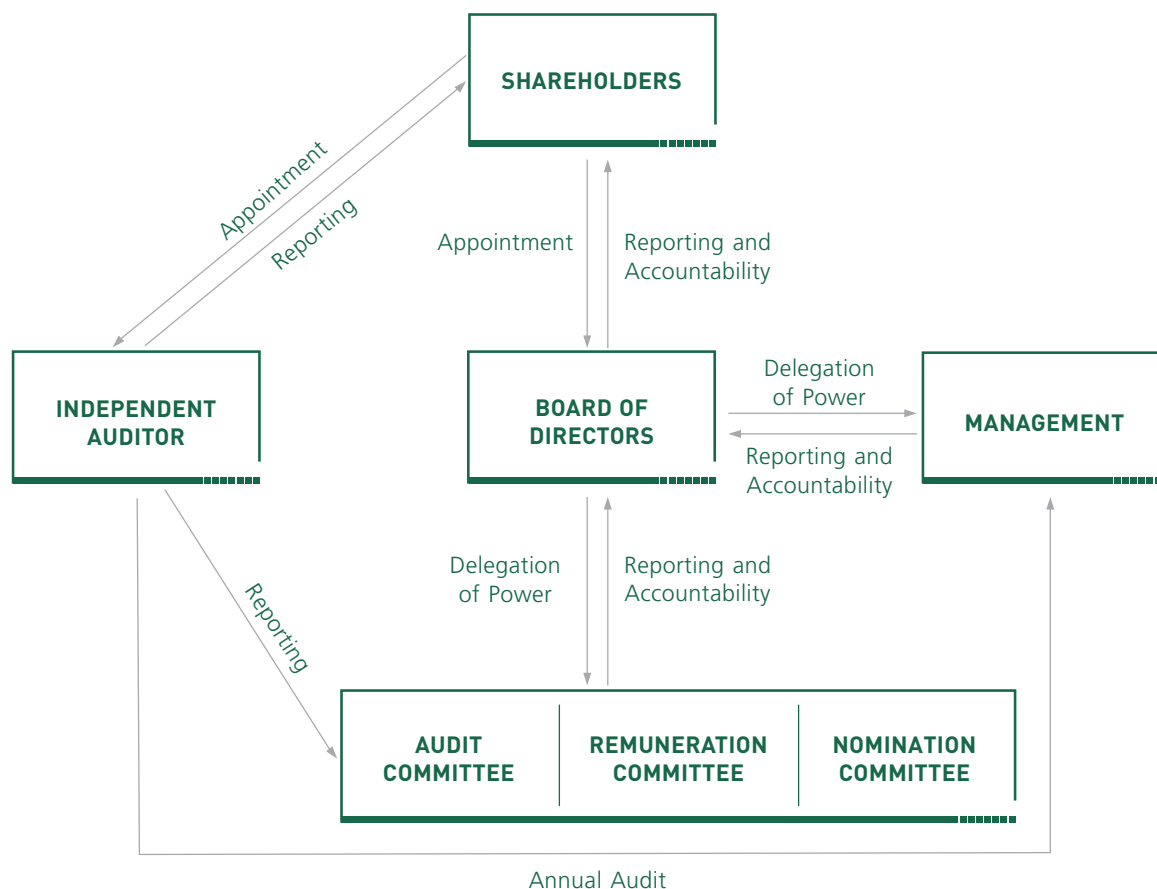 SHAREHOLDERS
Appointment
Reporting
Appointment
Reporting and
Accountability
INDEPENDENT
AUDITOR
BOARD OF
DIRECTORS
Delegation
of Power
Reporting and
Accountability
MANAGEMENT
Reporting
Delegation
of Power
Reporting and
Accountability
AUDIT
COMMITTEE
REMUNERATION
COMMITTEE
NOMINATION
COMMITTEE
Annual Audit